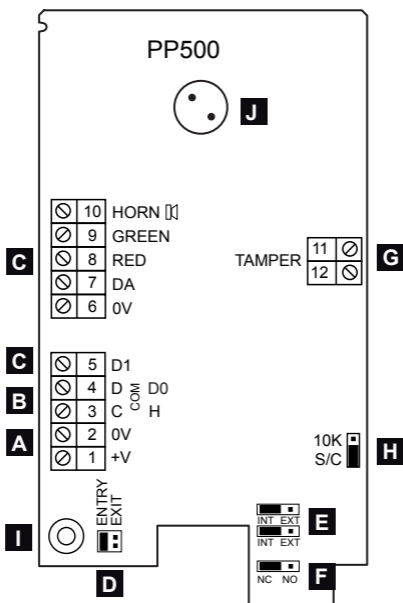 PP500
J
10 HORN
9 GREEN
C 8 RED
7 DA
6 0V
TAMPER 11 G
12
C 5 D1
B 4 D COM D0
3 C H
A 2 0V
1 +V
10K
S/C H
ENTRY
EXIT
I
D
INT EXT E
INT EXT
NC NO F